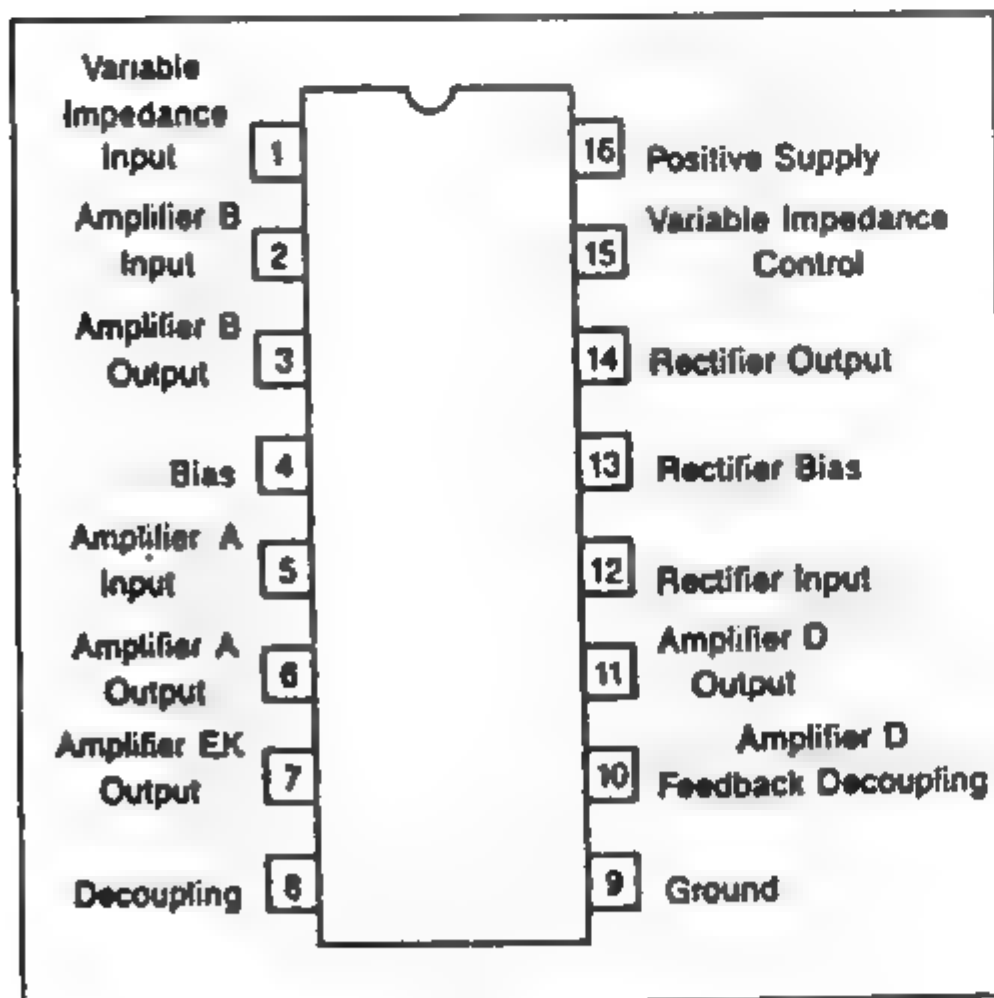 Variable
Impedance
Input
1
Amplifier B
Input
2
Amplifier B
Output
3
Bias
4
Amplifier A
Input
5
Amplifier A
Output
6
Amplifier EK
Output
7
Decoupling
8
16
Positive Supply
15
Variable Impedance
Control
14
Rectifier Output
13
Rectifier Bias
12
Rectifier Input
11
Amplifier D
Output
10
Amplifier D
Feedback Decoupling
9
Ground